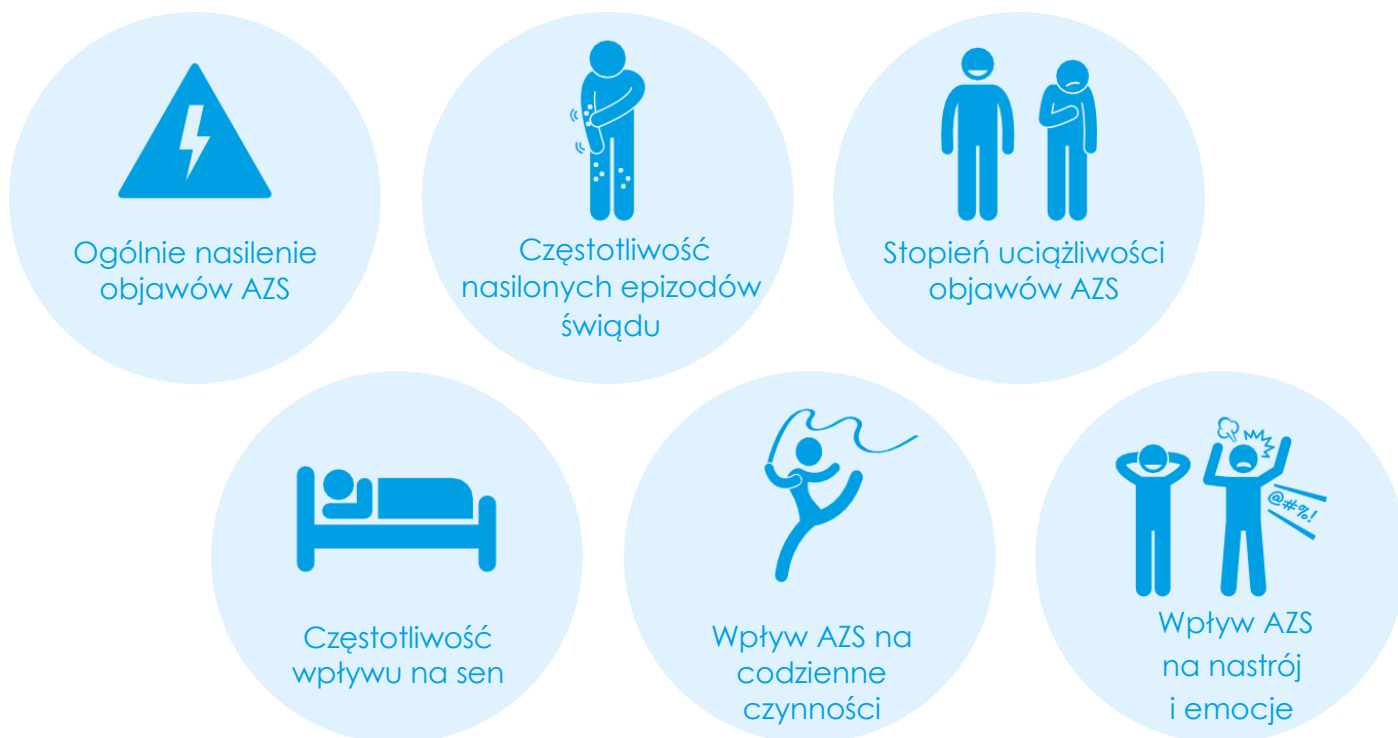 Ogólnie nasilenie
objawów AZS
Częstotliwość
nasilonych epizodów
świądu
Stopień uciążliwości
objawów AZS
@#%!
Częstotliwość
wpływu na sen
Wpływ AZS na
codzienne
czynności
Wpływ AZS
na nastrój
i emocje